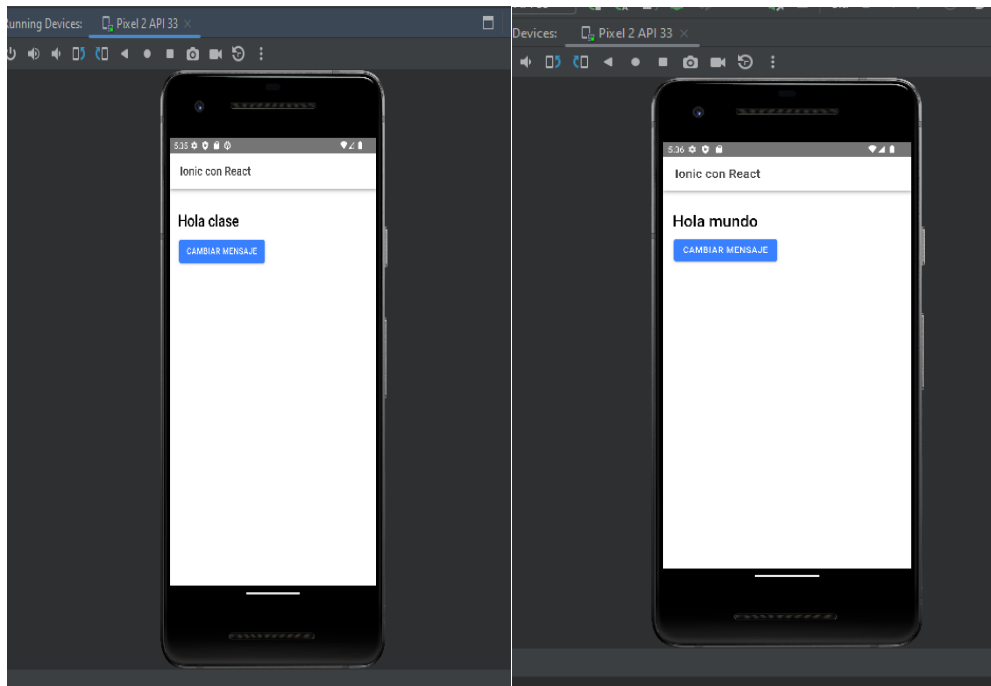 Running Devices: Pixel 2 API 33
5:35
Ionic con React
Hola clase
CAMBIAR MENSAJE
Devices: Pixel 2 API 33
5:36
Ionic con React
Hola mundo
CAMBIAR MENSAJE